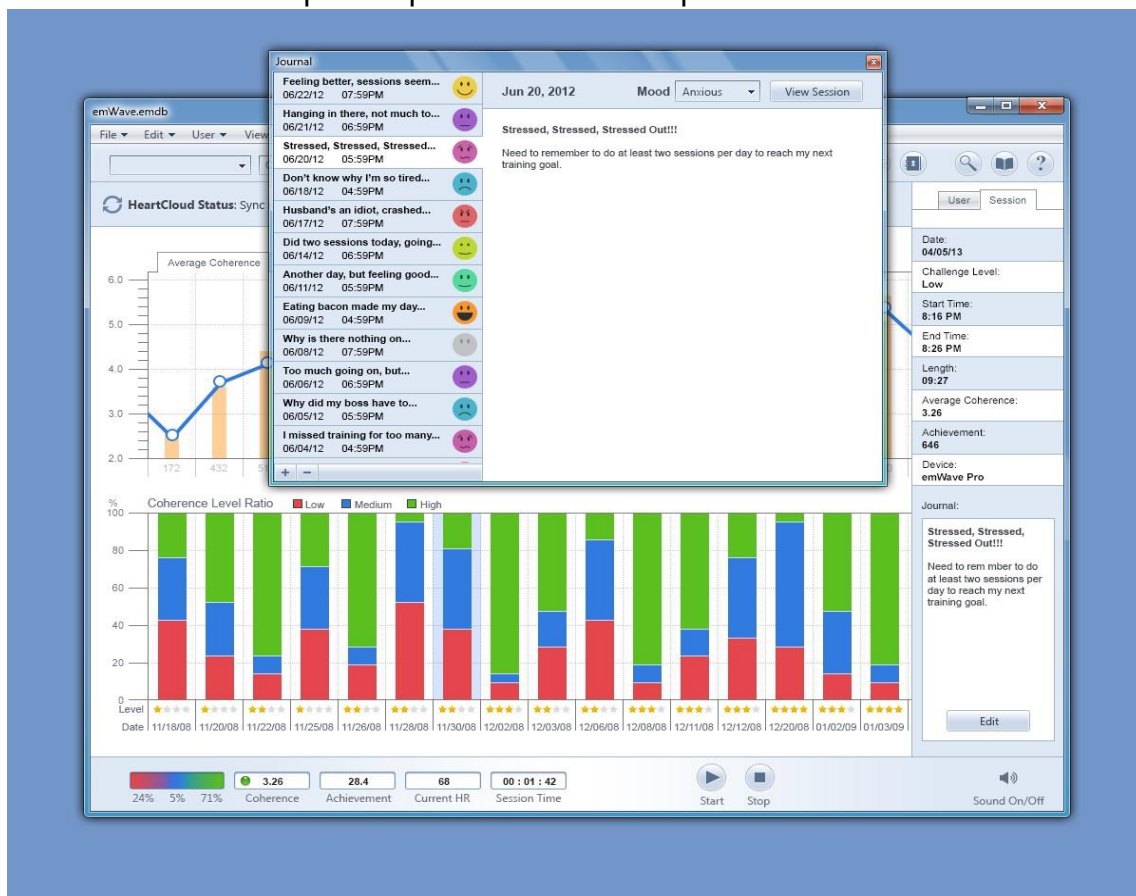 Journal
Feeling better, sessions seem...
06/22/12 07:59PM
Hanging in there, not much to...
06/21/12 06:59PM
Stressed, Stressed, Stressed...
06/20/12 05:59PM
Don't know why I'm so tired...
06/18/12 04:59PM
Husband's an idiot, crashed...
06/17/12 07:59PM
Did two sessions today, going...
06/14/12 06:59PM
Another day, but feeling good...
06/11/12 05:59PM
Eating bacon made my day...
06/09/12 04:59PM
Why is there nothing on...
06/08/12 07:59PM
Too much going on, but...
06/06/12 06:59PM
Why did my boss have to...
06/05/12 05:59PM
I missed training for too many...
06/04/12 04:59PM
+ −
Jun 20, 2012 Mood Anxious View Session
Stressed, Stressed, Stressed Out!!!
Need to remember to do at least two sessions per day to reach my next
training goal.
emWave.emdb
File Edit User View
HeartCloud Status: Sync
Average Coherence
6.0
5.0
4.0
3.0
2.0
172 432
User Session
Date:
04/05/13
Challenge Level:
Low
Start Time:
8:16 PM
End Time:
8:26 PM
Length:
09:27
Average Coherence:
3.26
Achievement:
646
Device:
emWave Pro
Journal:
Stressed, Stressed,
Stressed Out!!!
Need to rem mber to do
at least two sessions per
day to reach my next
training goal.
Edit
% Coherence Level Ratio Low Medium High
100
80
60
40
20
0
Level
Date 11/18/08 11/20/08 11/22/08 11/25/08 11/26/08 11/28/08 11/30/08 12/02/08 12/03/08 12/06/08 12/08/08 12/11/08 12/12/08 12/20/08 01/02/09 01/03/09
3.26 28.4 68 00 : 01 : 42
24% 5% 71% Coherence Achievement Current HR Session Time Start Stop Sound On/Off